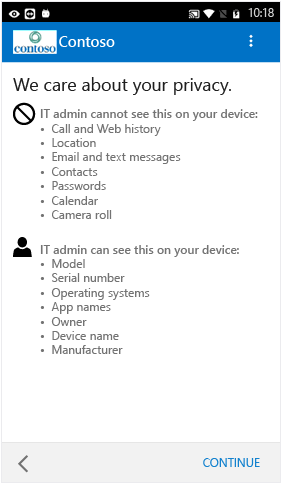 10:18
contoso
Contoso
We care about your privacy.
IT admin cannot see this on your device:
• Call and Web history
• Location
• Email and text messages
• Contacts
• Passwords
• Calendar
• Camera roll
IT admin can see this on your device:
• Model
• Serial number
• Operating systems
• App names
• Owner
• Device name
• Manufacturer
CONTINUE